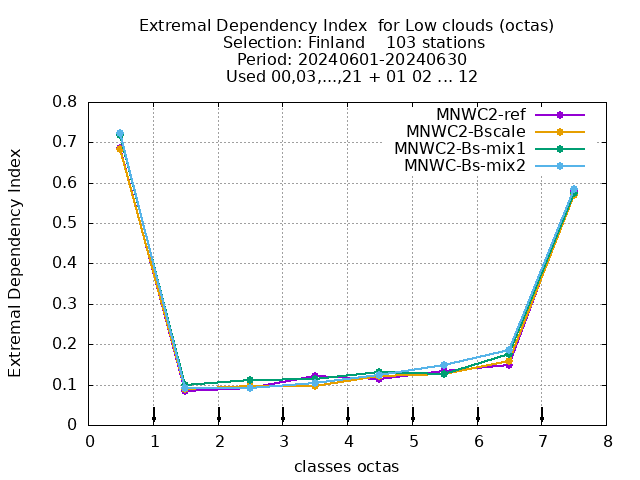 Extremal Dependency Index  for Low clouds (octas)
Selection: Finland    103 stations
Period: 20240601-20240630
Used 00,03,...,21 + 01 02 ... 12
MNWC2-ref
MNWC2-Bscale
MNWC2-Bs-mix1
MNWC-Bs-mix2
Extremal Dependency Index
0.8
0.7
0.6
0.5
0.4
0.3
0.2
0.1
0
0 1 2 3 4 5 6 7 8
classes octas